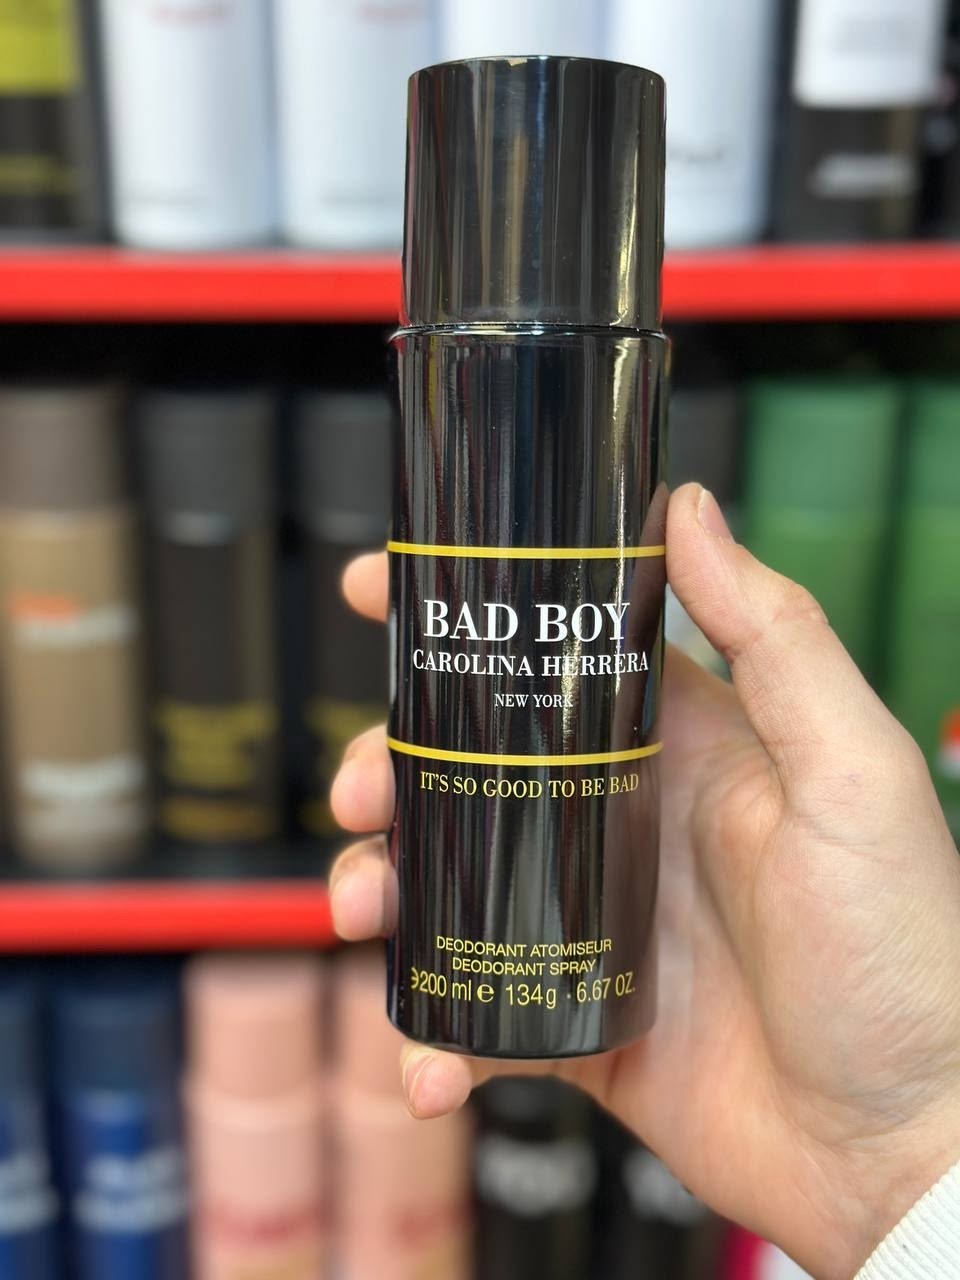 BAD BOY
CAROLINA HERRERA
NEW YORK
IT'S SO GOOD TO BE BAD
DEODORANT ATOMISEUR
DEODORANT SPRAY
200 ml e 134g · 6.67 OZ.